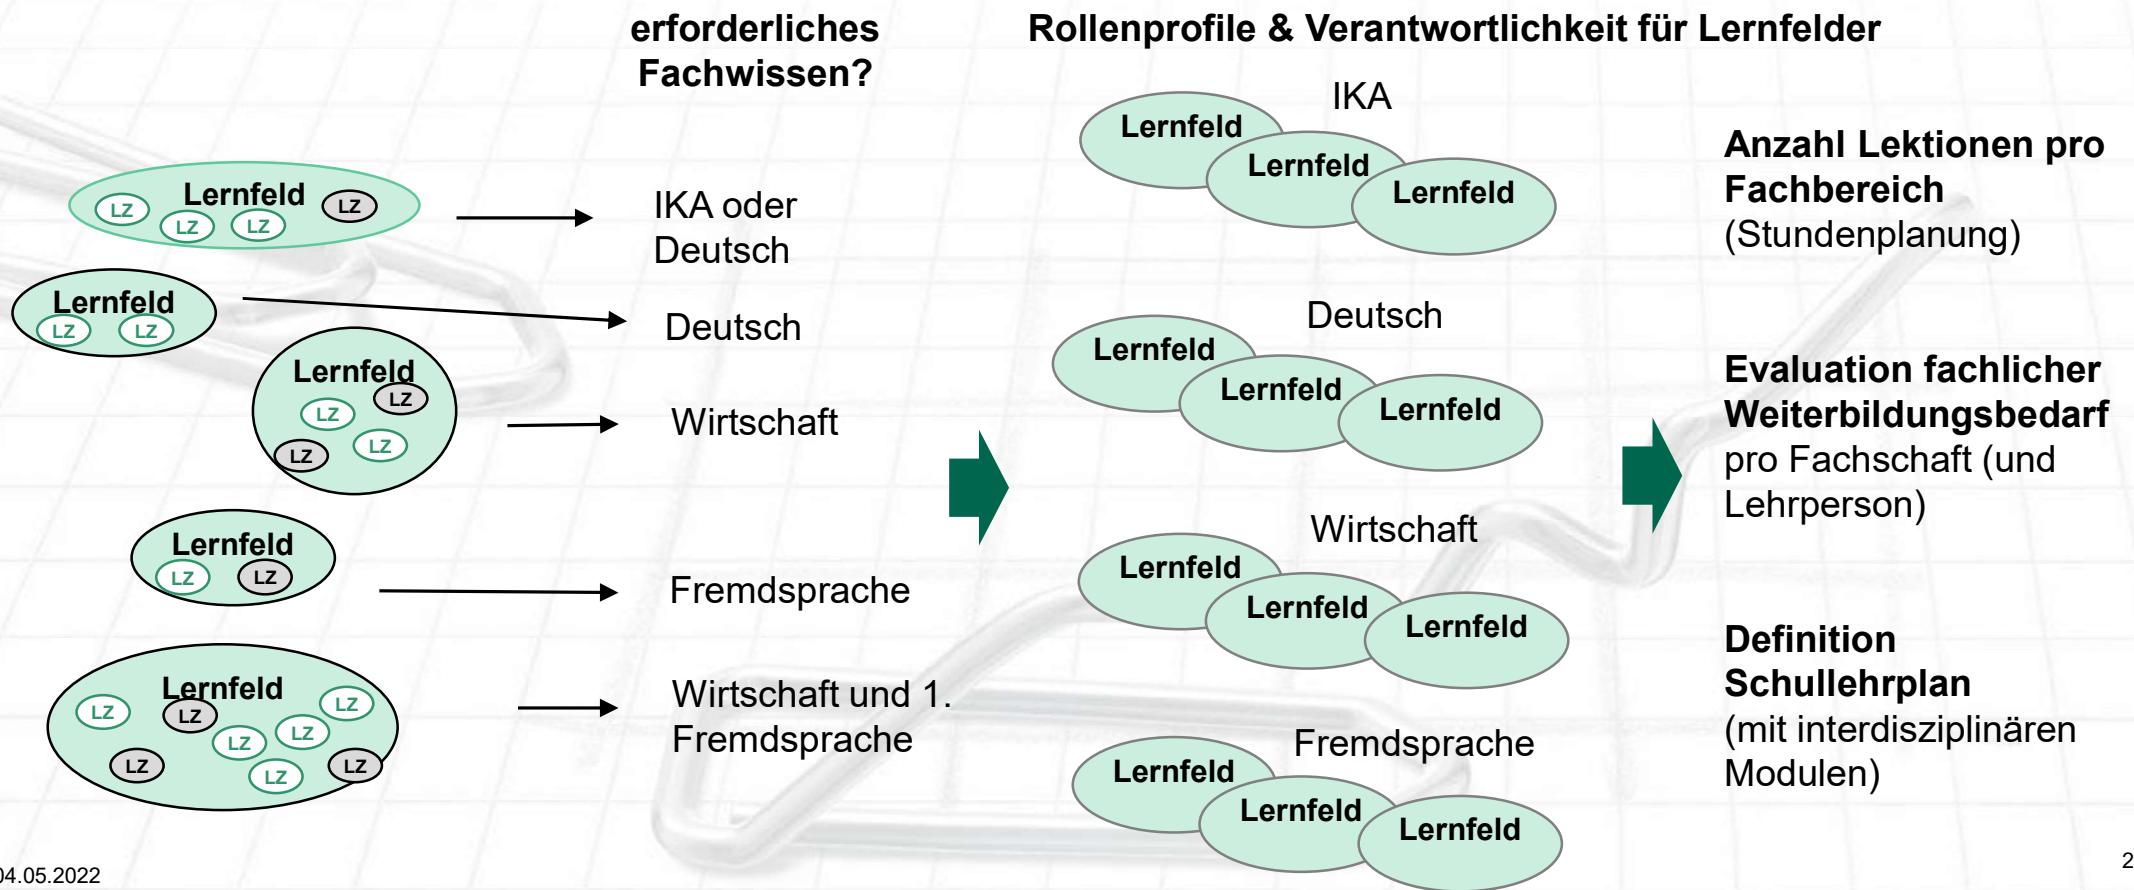 erforderliches
Fachwissen?
Lernfeld
LZ
LZ
LZ
LZ
IKA oder
Deutsch
Lernfeld
LZ
LZ
Deutsch
Lernfeld
LZ
LZ
LZ
LZ
Wirtschaft
Lernfeld
LZ
LZ
Fremdsprache
Lernfeld
LZ
LZ
LZ
LZ
LZ
LZ
LZ
LZ
Wirtschaft und 1.
Fremdsprache
Rollenprofile & Verantwortlichkeit für Lernfelder
IKA
Lernfeld
Lernfeld
Lernfeld
Deutsch
Lernfeld
Lernfeld
Lernfeld
Wirtschaft
Lernfeld
Lernfeld
Lernfeld
Fremdsprache
Lernfeld
Lernfeld
Lernfeld
Anzahl Lektionen pro
Fachbereich
(Stundenplanung)
Evaluation fachlicher
Weiterbildungsbedarf
pro Fachschaft (und
Lehrperson)
Definition
Schullehrplan
(mit interdisziplinären
Modulen)
04.05.2022
2